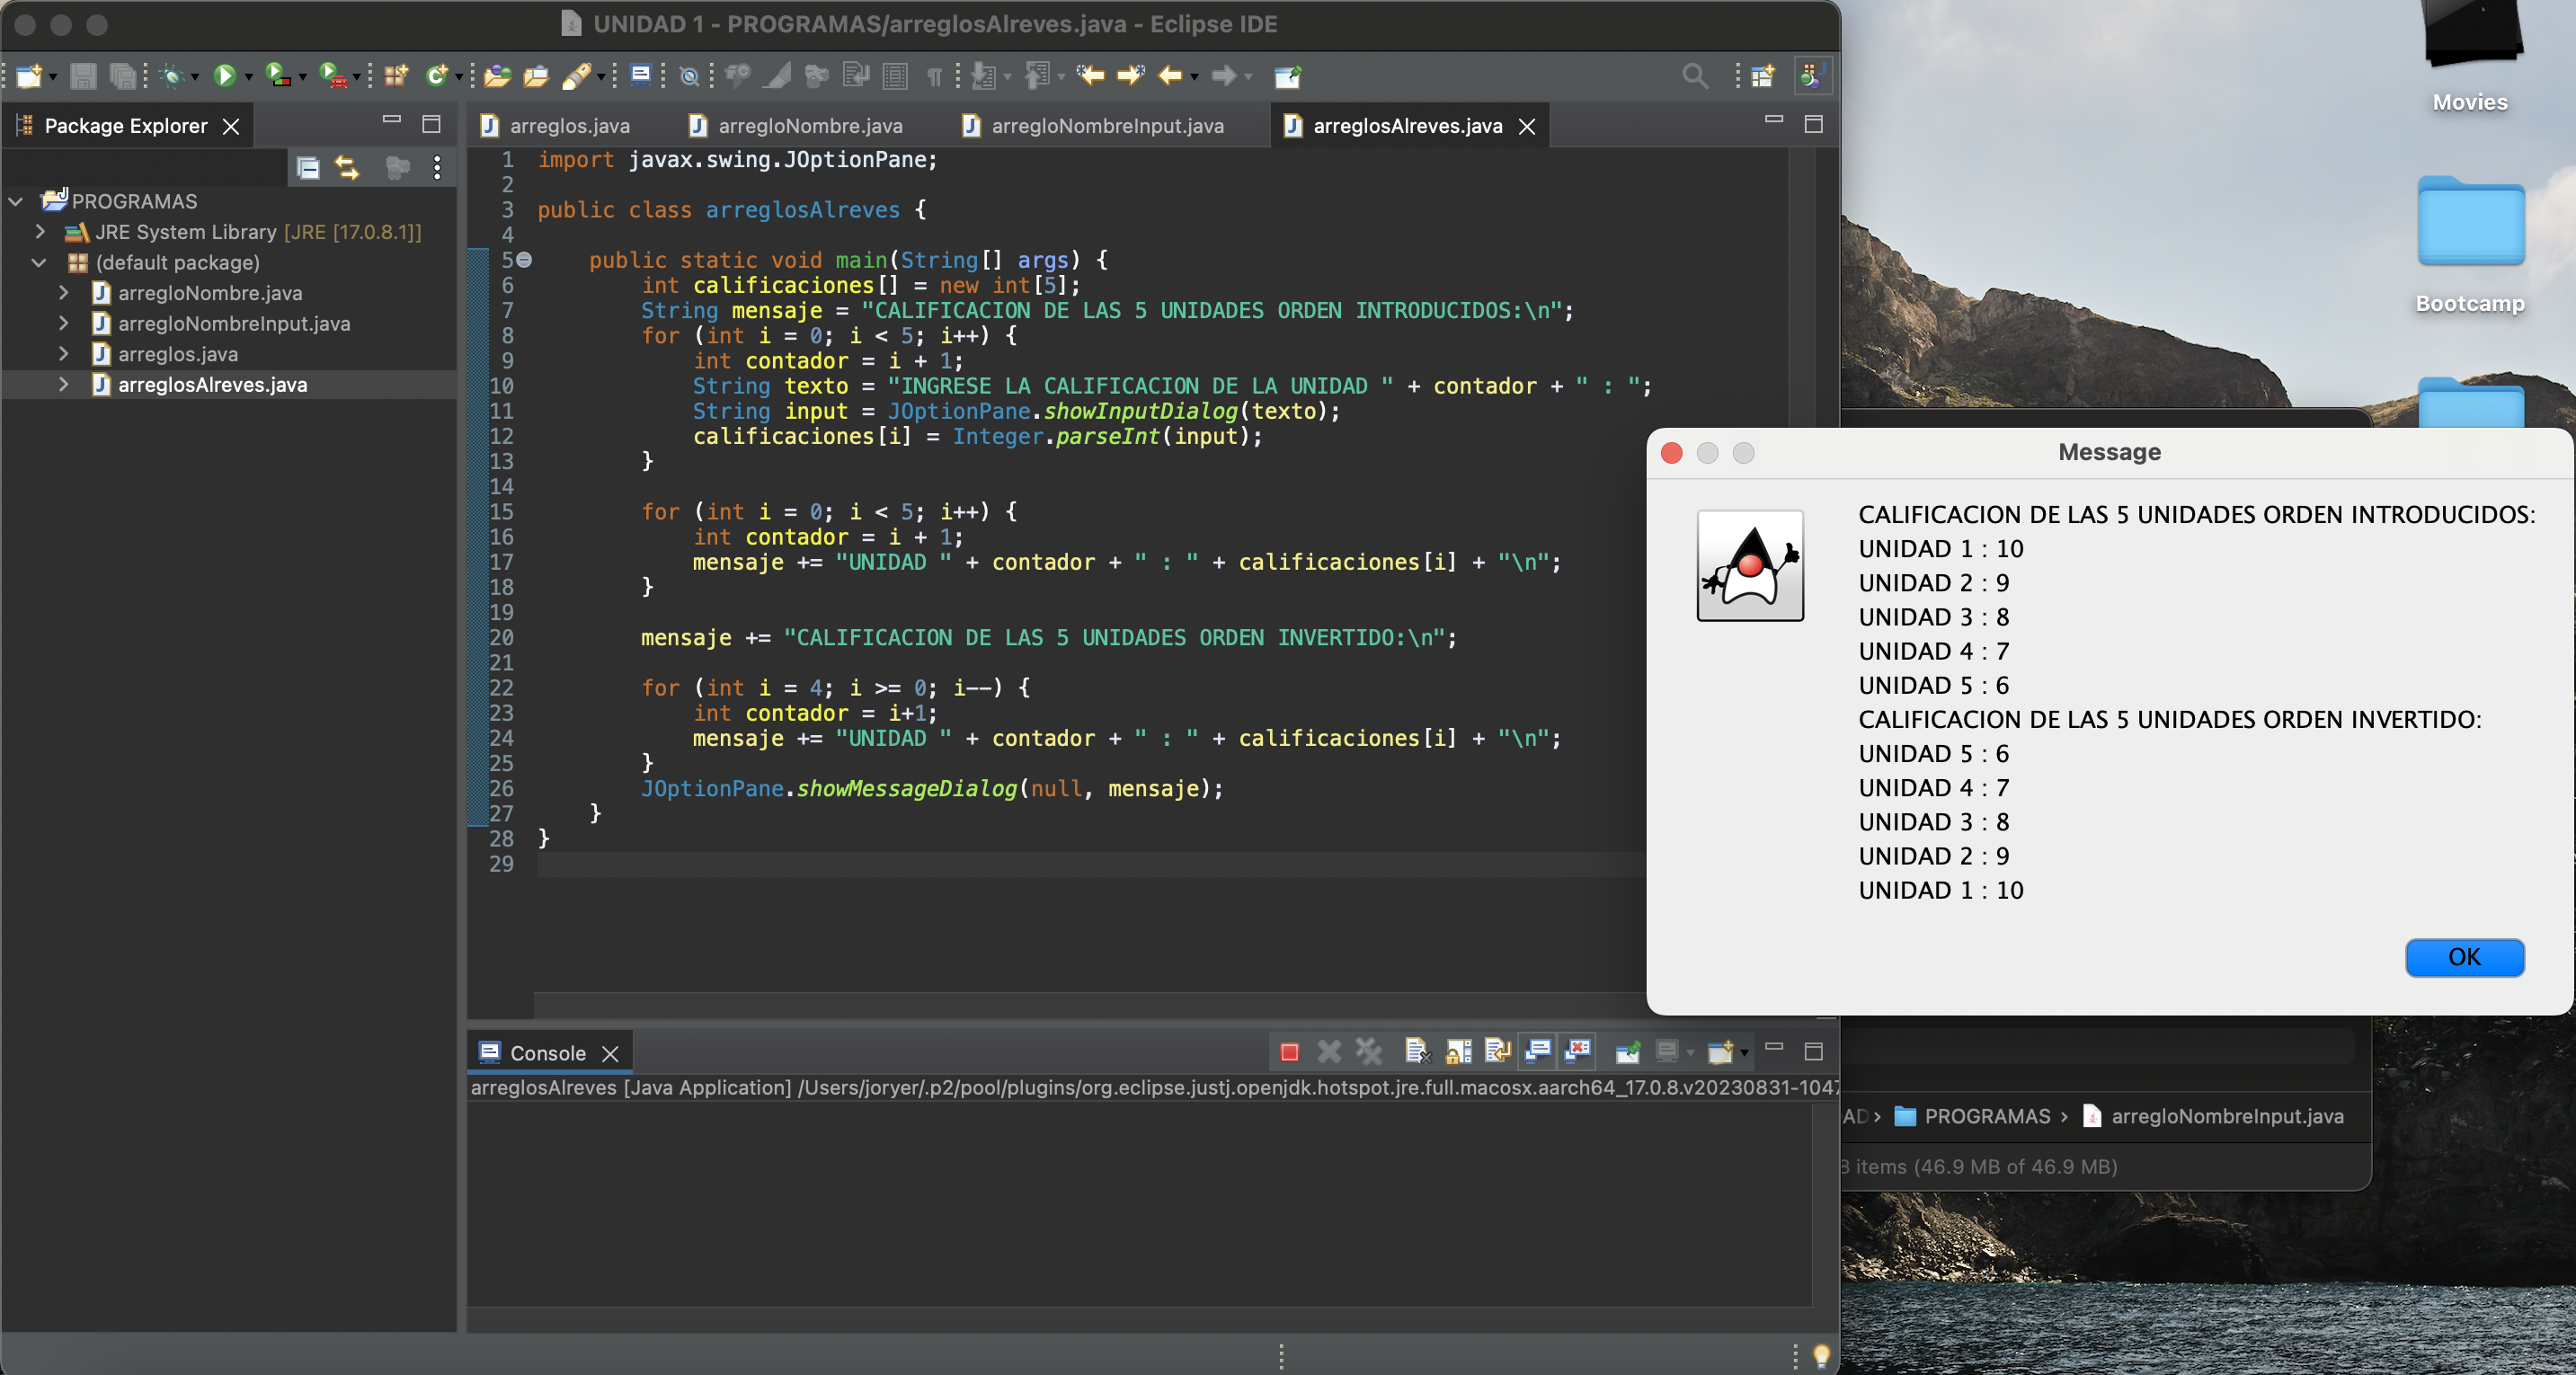 UNIDAD 1 - PROGRAMAS/arreglosAlreves.java - Eclipse IDE
Package Explorer
PROGRAMAS
JRE System Library [JRE [17.0.8.1]]
(default package)
arregloNombre.java
arregloNombreInput.java
arreglos.java
arreglosAlreves.java
arreglos.java
arregloNombre.java
arregloNombreInput.java
arreglosAlreves.java
1 import javax.swing.JOptionPane;
2
3 public class arreglosAlreves {
4
5     public static void main(String[] args) {
6         int calificaciones[] = new int[5];
7         String mensaje = "CALIFICACION DE LAS 5 UNIDADES ORDEN INTRODUCIDOS:\n";
8         for (int i = 0; i < 5; i++) {
9             int contador = i + 1;
10             String texto = "INGRESE LA CALIFICACION DE LA UNIDAD " + contador + " : ";
11             String input = JOptionPane.showInputDialog(texto);
12             calificaciones[i] = Integer.parseInt(input);
13         }
14
15         for (int i = 0; i < 5; i++) {
16             int contador = i + 1;
17             mensaje += "UNIDAD " + contador + " : " + calificaciones[i] + "\n";
18         }
19
20         mensaje += "CALIFICACION DE LAS 5 UNIDADES ORDEN INVERTIDO:\n";
21
22         for (int i = 4; i >= 0; i--) {
23             int contador = i+1;
24             mensaje += "UNIDAD " + contador + " : " + calificaciones[i] + "\n";
25         }
26         JOptionPane.showMessageDialog(null, mensaje);
27     }
28 }
29
Console
arreglosAlreves [Java Application] /Users/joryer/.p2/pool/plugins/org.eclipse.justj.openjdk.hotspot.jre.full.macosx.aarch64_17.0.8.v20230831-1047
Movies
Bootcamp
Message
CALIFICACION DE LAS 5 UNIDADES ORDEN INTRODUCIDOS:
UNIDAD 1 : 10
UNIDAD 2 : 9
UNIDAD 3 : 8
UNIDAD 4 : 7
UNIDAD 5 : 6
CALIFICACION DE LAS 5 UNIDADES ORDEN INVERTIDO:
UNIDAD 5 : 6
UNIDAD 4 : 7
UNIDAD 3 : 8
UNIDAD 2 : 9
UNIDAD 1 : 10
OK
AD › PROGRAMAS › arregloNombreInput.java
items (46.9 MB of 46.9 MB)